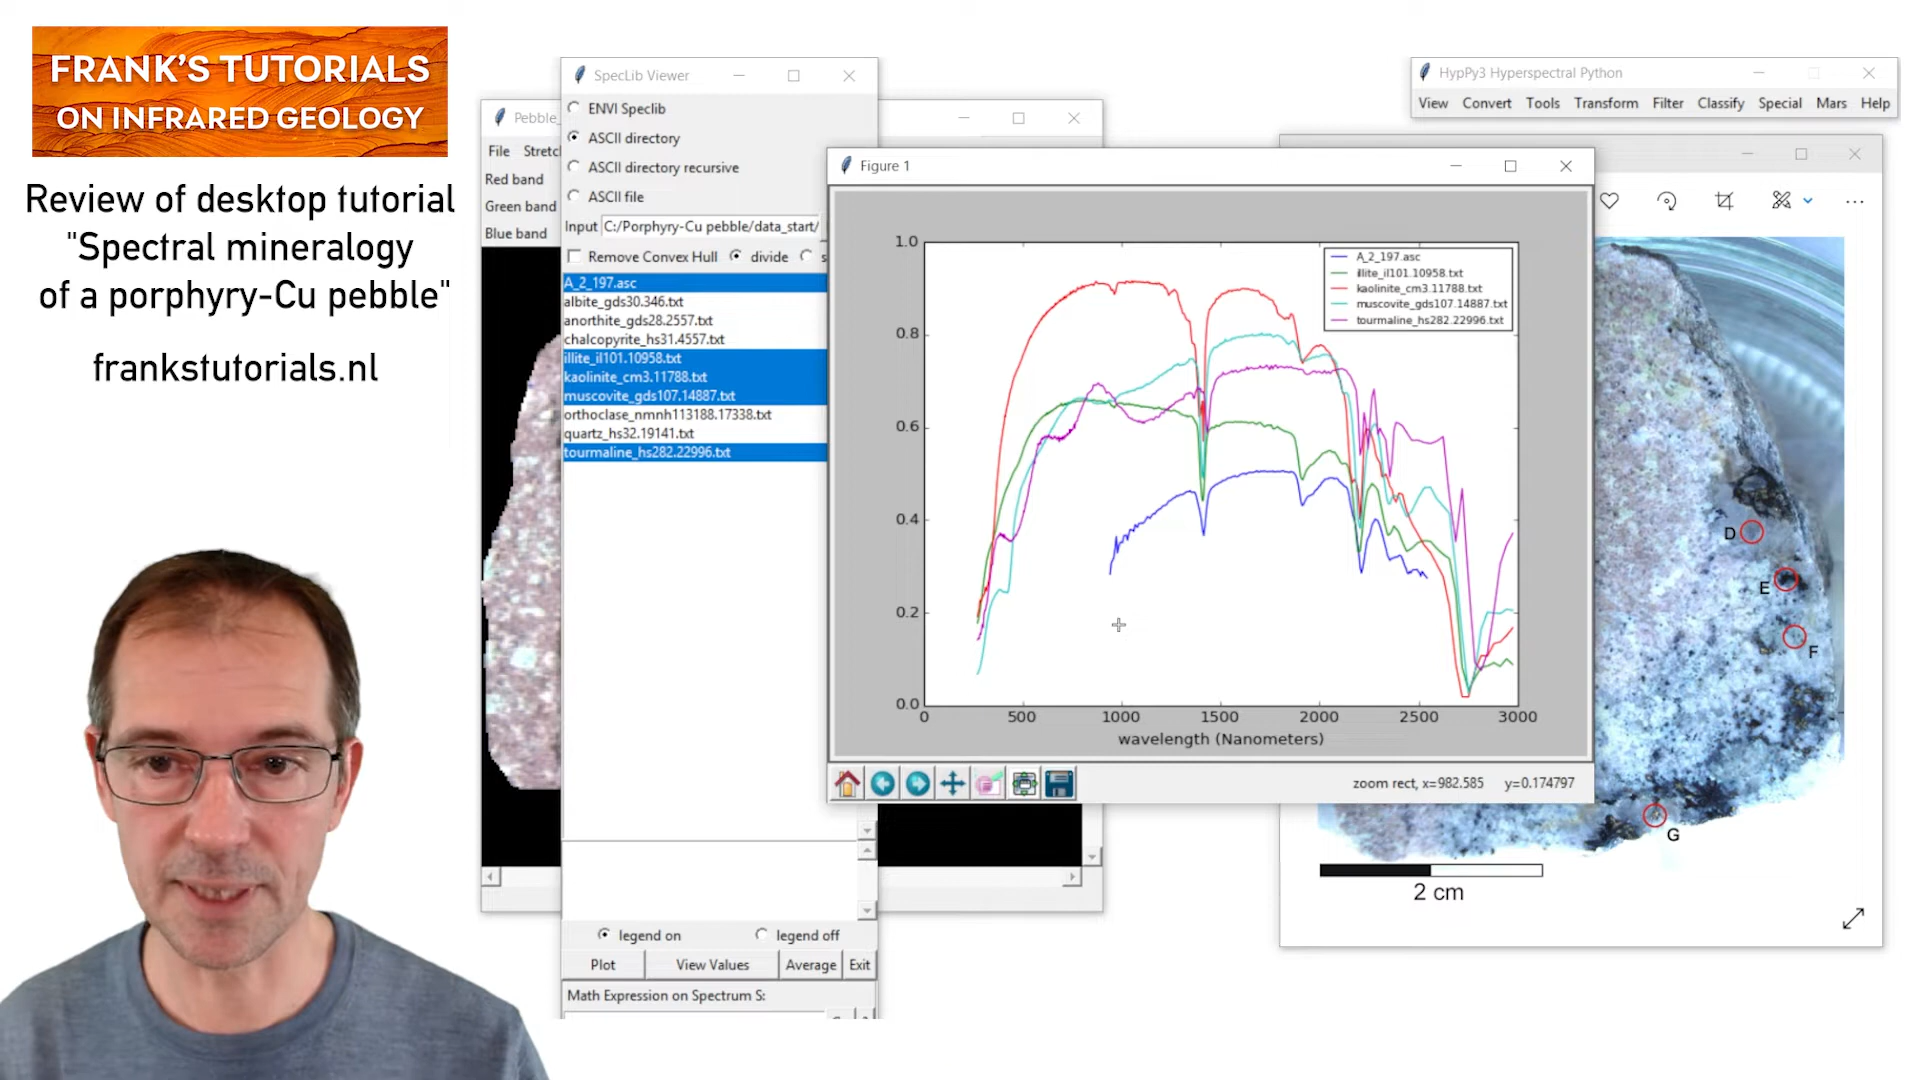 FRANK'S TUTORIALS
ON INFRARED GEOLOGY
Review of desktop tutorial
"Spectral mineralogy
of a porphyry-Cu pebble"
frankstutorials.nl
Pebble_
File Stretc
Red band
Green band
Blue band
SpecLib Viewer
ENVI Speclib
ASCII directory
ASCII directory recursive
ASCII file
Input C:/Porphyry-Cu pebble/data_start/
Remove Convex Hull divide s
A_2_197.asc
albite_gds30.346.txt
anorthite_gds28.2557.txt
chalcopyrite_hs31.4557.txt
illite_il101.10958.txt
kaolinite_cm3.11788.txt
muscovite_gds107.14887.txt
orthoclase_nmnh113188.17338.txt
quartz_hs32.19141.txt
tourmaline_hs282.22996.txt
legend on legend off
Plot View Values Average Exit
Math Expression on Spectrum S:
Figure 1
1.0
0.8
0.6
0.4
0.2
0.0
0 500 1000 1500 2000 2500 3000
wavelength (Nanometers)
A_2_197.asc
illite_il101.10958.txt
kaolinite_cm3.11788.txt
muscovite_gds107.14887.txt
tourmaline_hs282.22996.txt
zoom rect, x=982.585 y=0.174797
HypPy3 Hyperspectral Python
View Convert Tools Transform Filter Classify Special Mars Help
D
E
F
G
2 cm